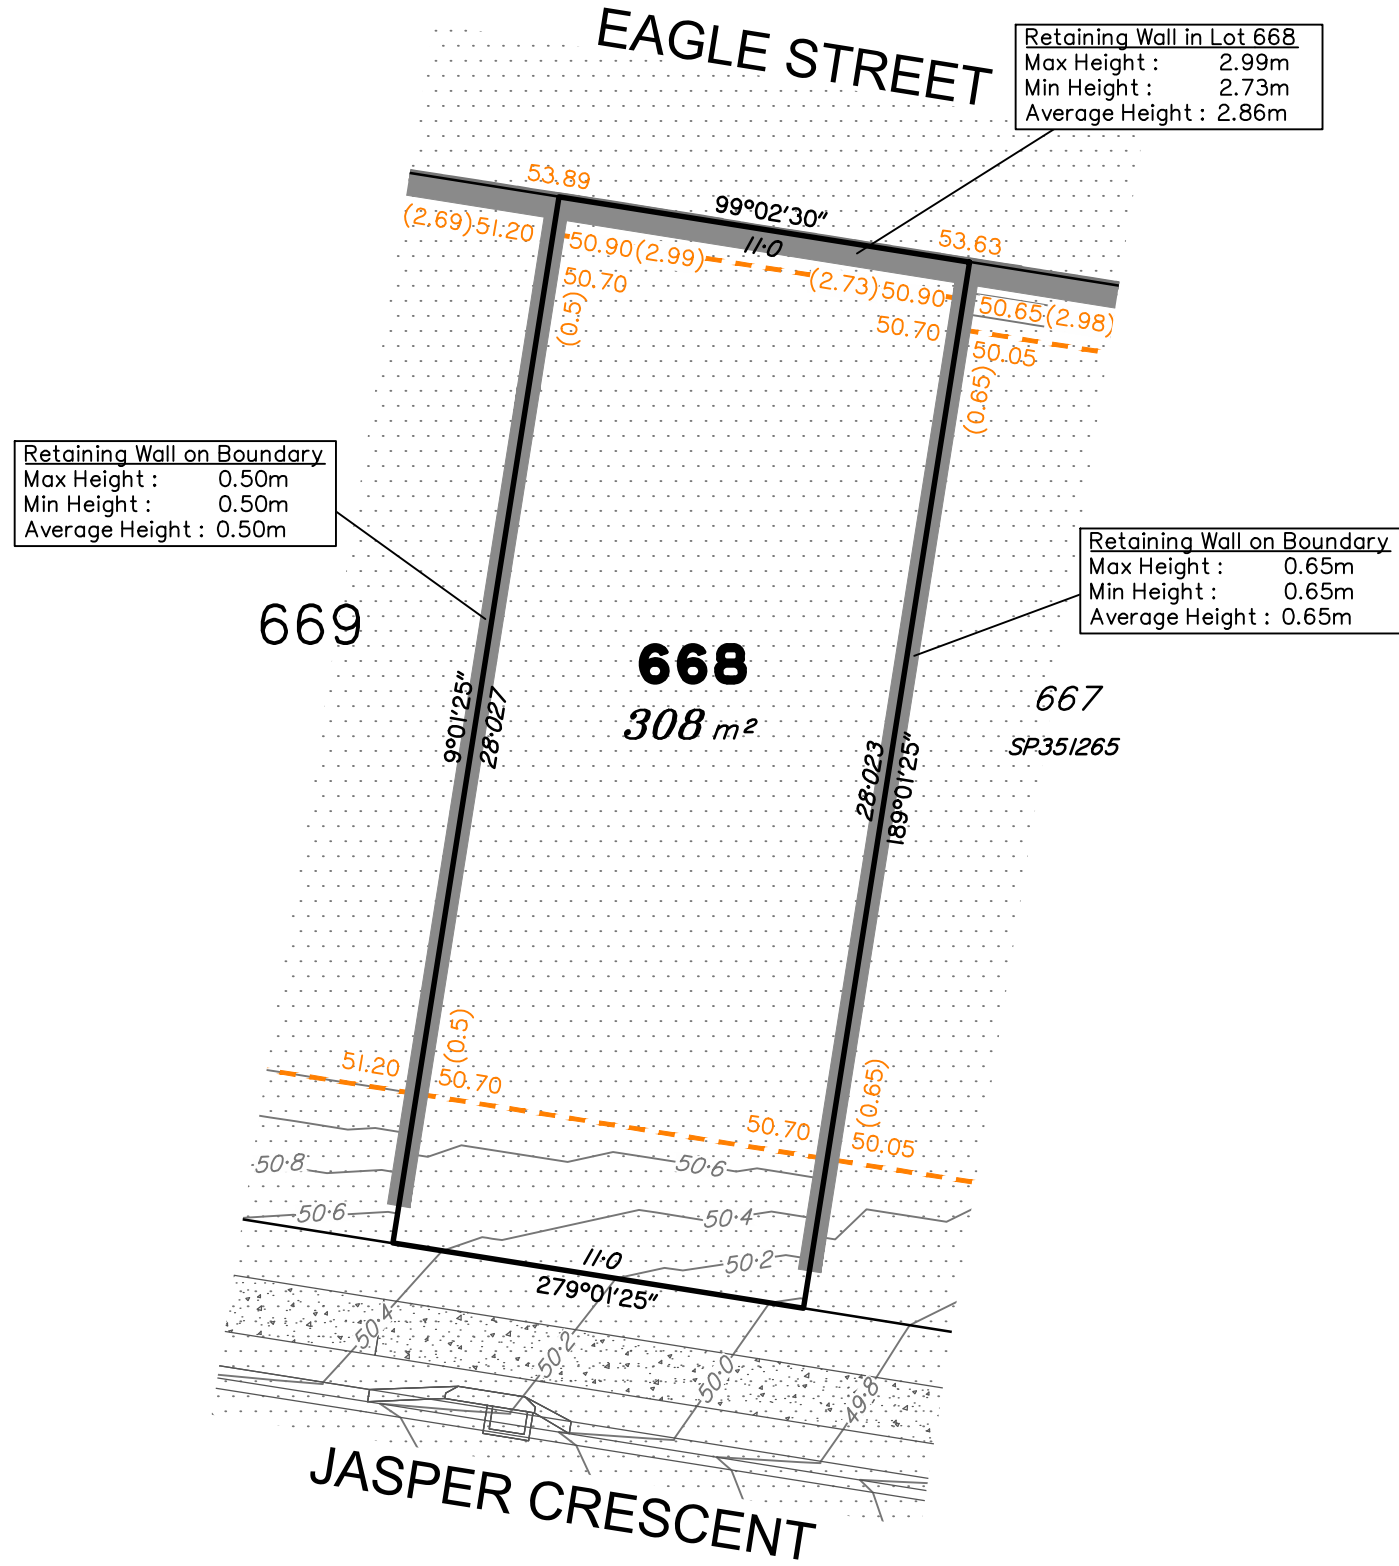 EAGLE STREET
Retaining Wall in Lot 668
Max Height : 2.99m
Min Height : 2.73m
Average Height : 2.86m
53.89
99°02'30"
11·0
53.63
(2.69) 51.20
50.90 (2.99)
(2.73) 50.90
50.65 (2.98)
50.70
(0.5)
50.70
50.05
(0.65)
Retaining Wall on Boundary
Max Height : 0.50m
Min Height : 0.50m
Average Height : 0.50m
Retaining Wall on Boundary
Max Height : 0.65m
Min Height : 0.65m
Average Height : 0.65m
669
668
308 m²
667
SP351265
9°01'25"
28·027
28·023
189°01'25"
51.20
(0.5)
50.70
50.70
(0.65)
50.05
50·8
50·6
50·6
50·4
50·2
11·0
279°01'25"
50·4
50·2
50·0
49·8
JASPER CRESCENT